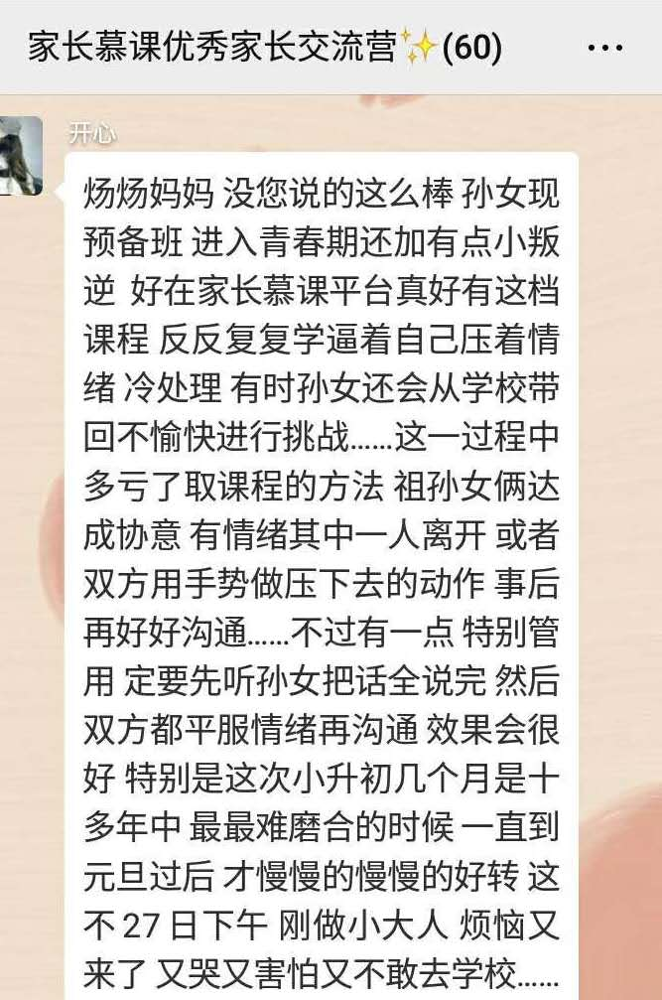 家长慕课优秀家长交流营✨(60)
开心
炀炀妈妈 没您说的这么棒 孙女现
预备班 进入青春期还加有点小叛
逆 好在家长慕课平台真好有这档
课程 反反复复学逼着自己压着情
绪 冷处理 有时孙女还会从学校带
回不愉快进行挑战……这一过程中
多亏了取课程的方法 祖孙女俩达
成协意 有情绪其中一人离开 或者
双方用手势做压下去的动作 事后
再好好沟通……不过有一点 特别管
用 定要先听孙女把话全说完 然后
双方都平服情绪再沟通 效果会很
好 特别是这次小升初几个月是十
多年中 最最难磨合的时候 一直到
元旦过后 才慢慢的慢慢的好转 这
不 27 日下午 刚做小大人 烦恼又
来了 又哭又害怕又不敢去学校……